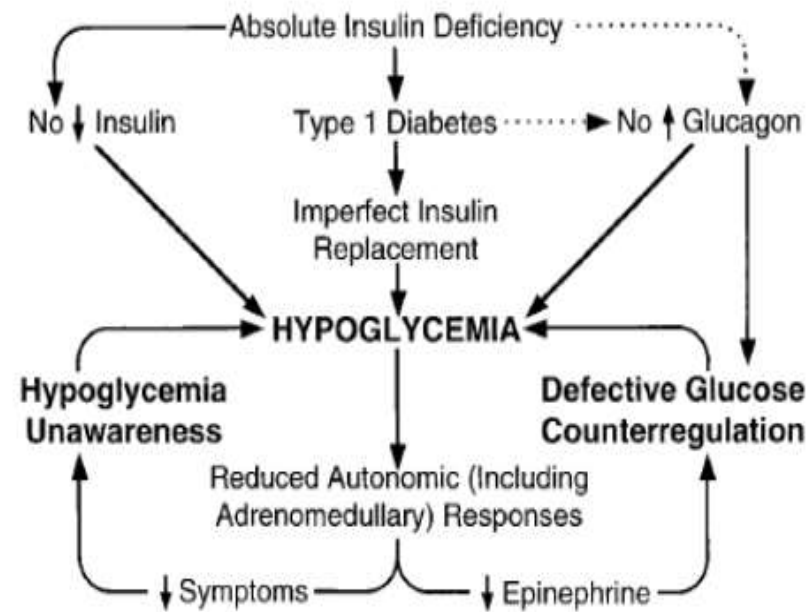 Absolute Insulin Deficiency
No ↓ Insulin
Type 1 Diabetes
No ↑ Glucagon
Imperfect Insulin
Replacement
HYPOGLYCEMIA
Hypoglycemia
Unawareness
Defective Glucose
Counterregulation
Reduced Autonomic (Including
Adrenomedullary) Responses
↓ Symptoms
↓ Epinephrine